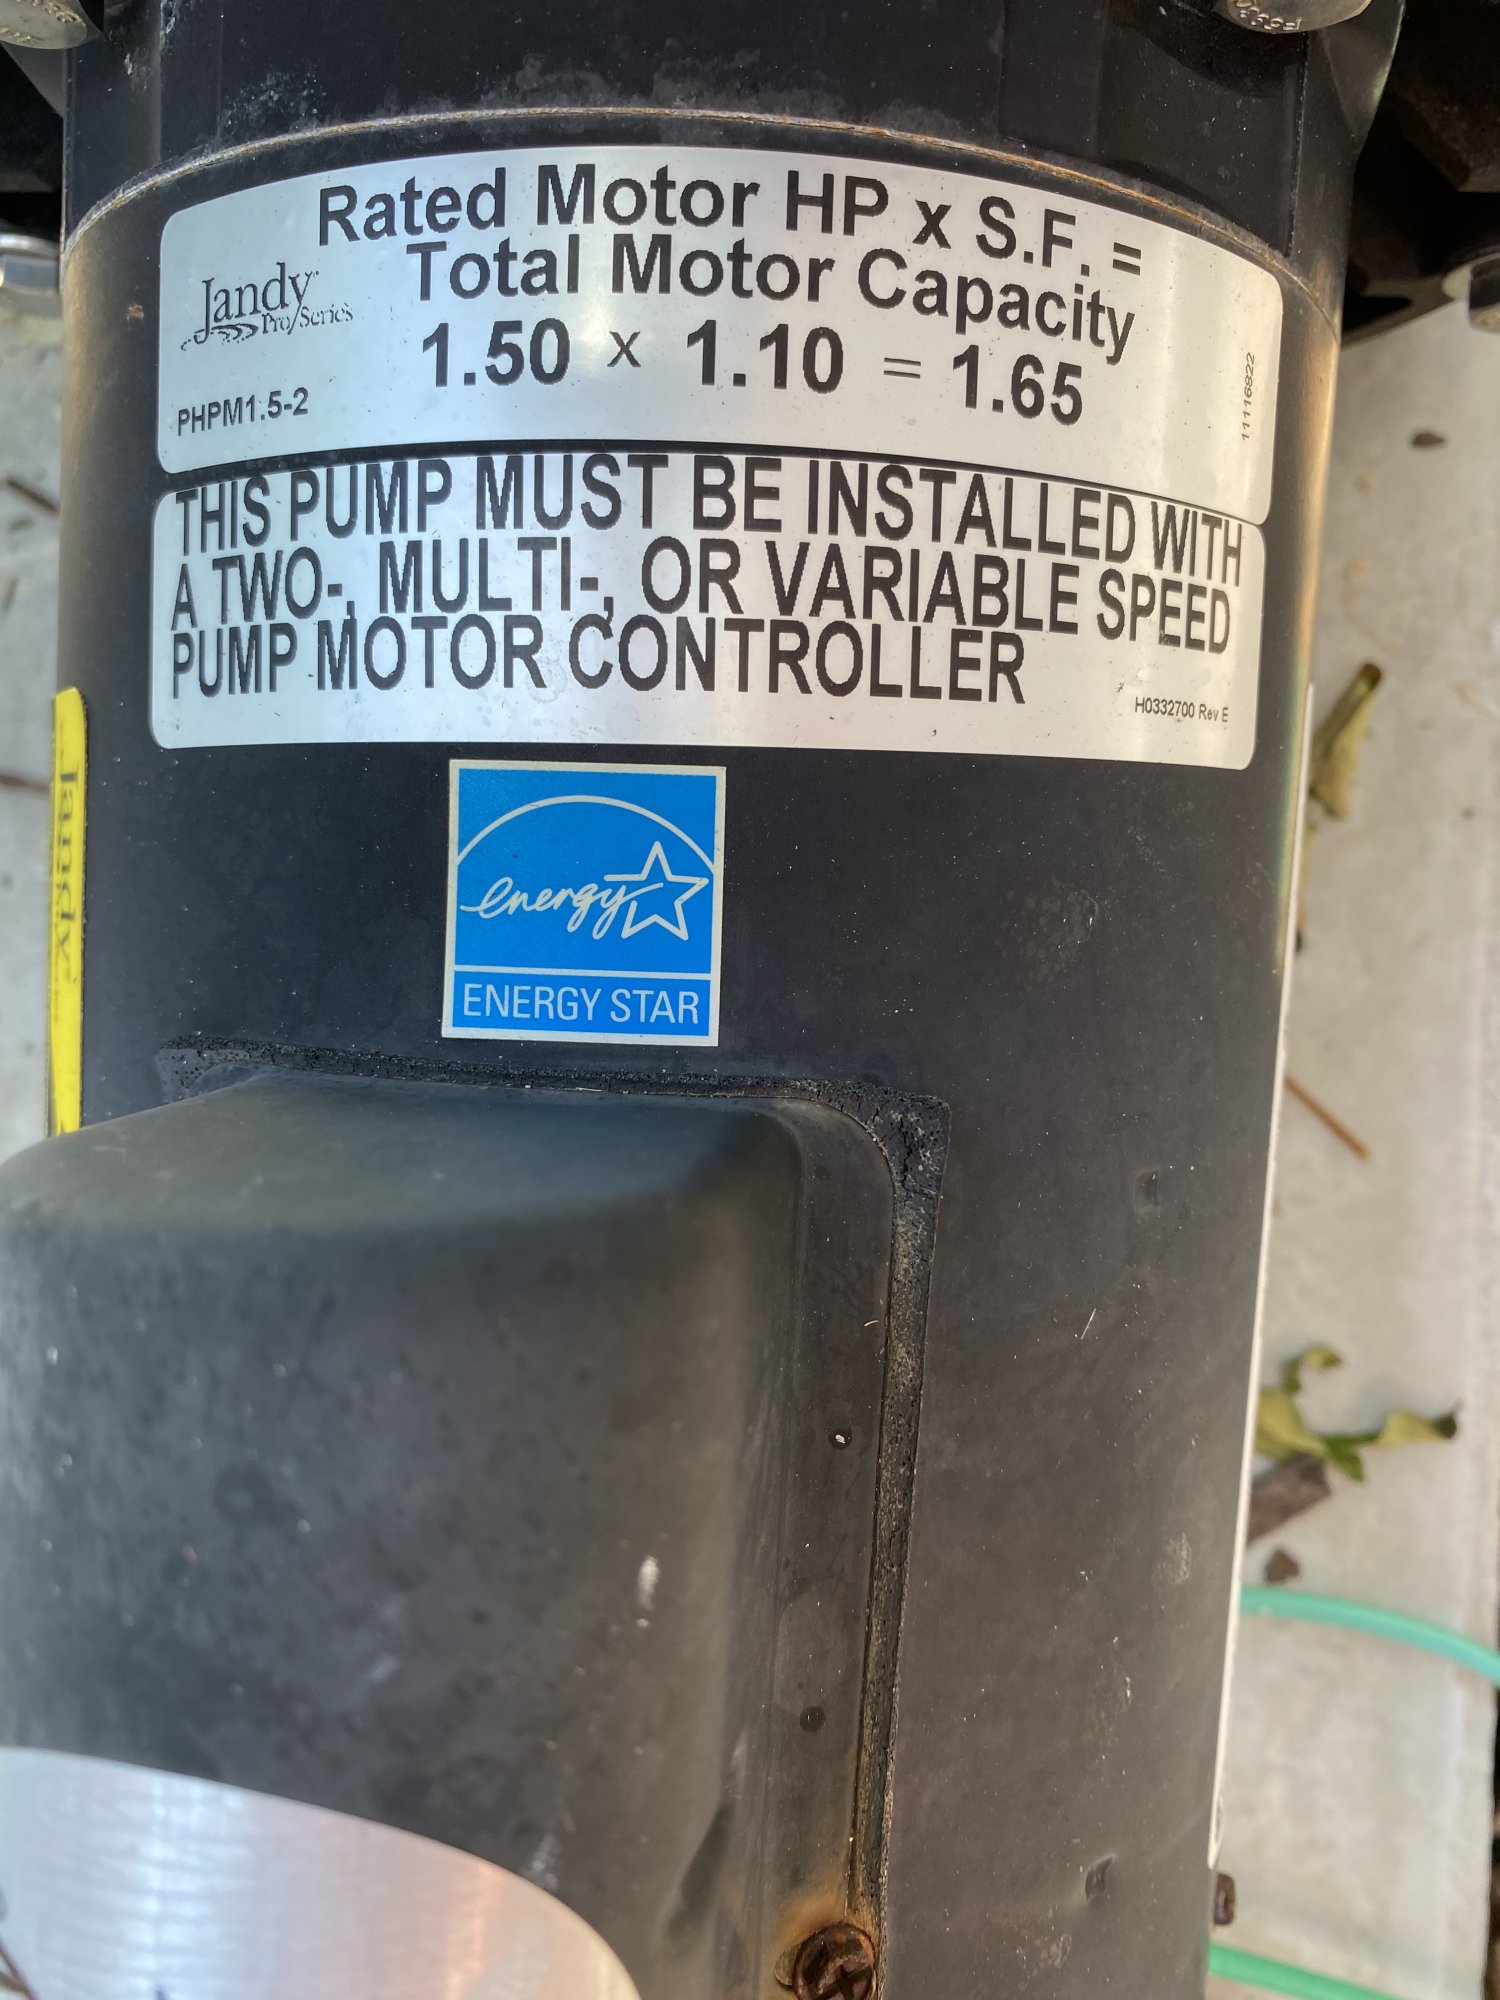 Rated Motor HP x S.F. =
Total Motor Capacity
Jandy
Pro Series
1.50 x 1.10 = 1.65
PHPM1.5-2
11116822
THIS PUMP MUST BE INSTALLED WITH
A TWO-, MULTI-, OR VARIABLE SPEED
PUMP MOTOR CONTROLLER
H0332700 Rev E
energy
ENERGY STAR
Jandy